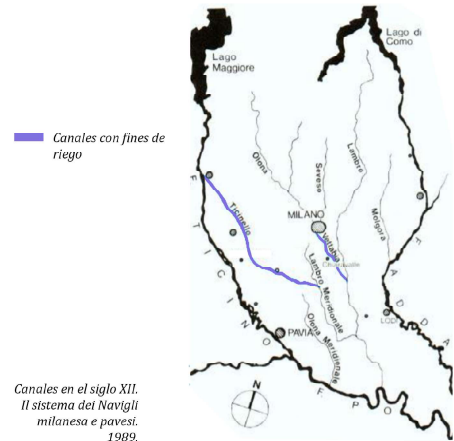 Lago
Maggiore
Lago di
Como
Canales con fines de
riego
Olona
Seveso
Lambro
Molgora
Ticinello
MILANO
Vettabia
Chiaravalle
Lambro Meridionale
F. TICINO
F. ADDA
LODI
PAVIA
Olona Meridionale
F. PO
N
Canales en el siglo XII.
Il sistema dei Navigli
milanesa e pavesi.
1989.